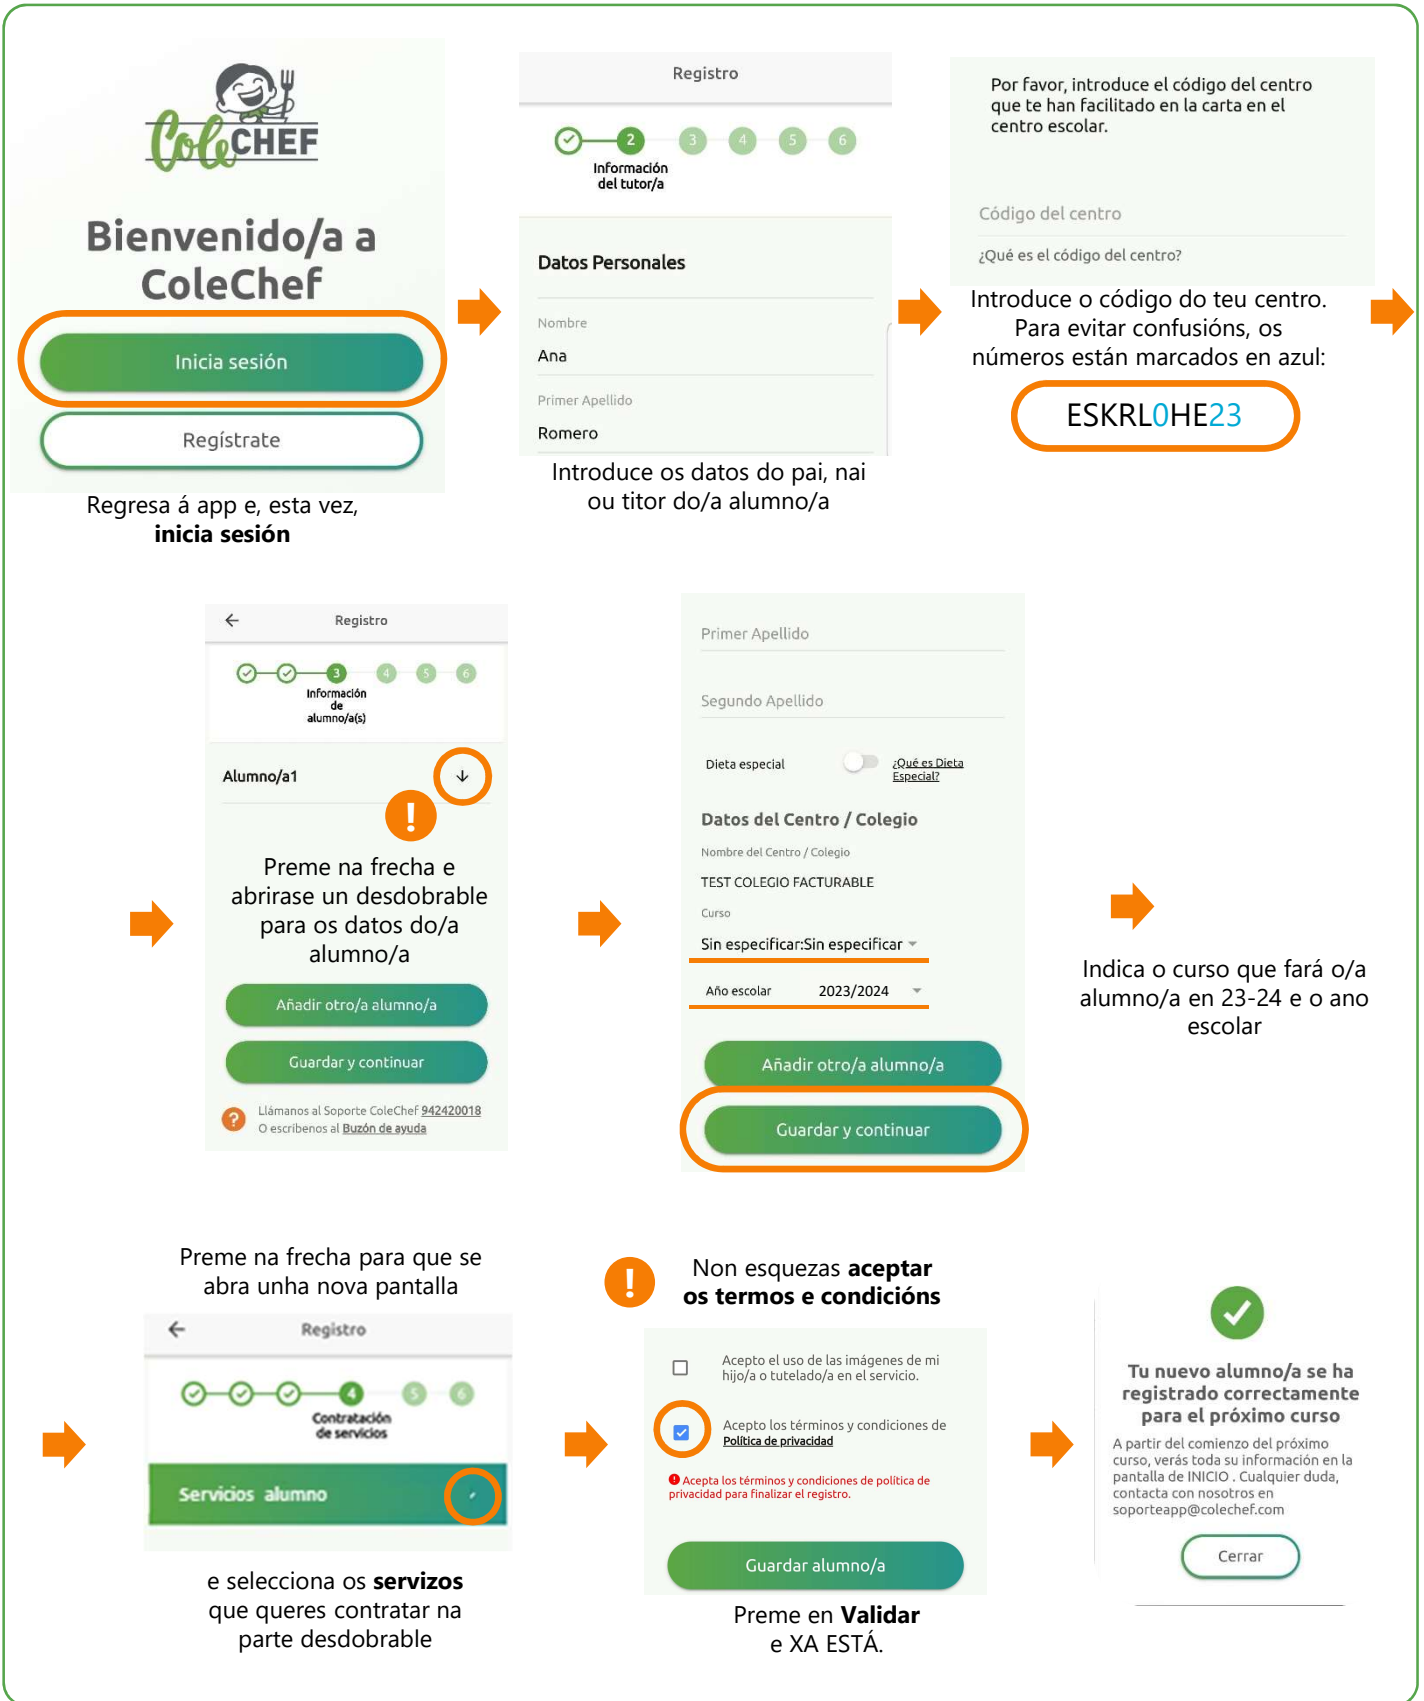 ColeCHEF
Bienvenido/a a
ColeChef
Inicia sesión
Regístrate
Regresa á app e, esta vez,
inicia sesión
Registro
2 3 4 5 6
Información
del tutor/a
Datos Personales
Nombre
Ana
Primer Apellido
Romero
Introduce os datos do pai, nai
ou titor do/a alumno/a
Por favor, introduce el código del centro
que te han facilitado en la carta en el
centro escolar.
Código del centro
¿Qué es el código del centro?
Introduce o código do teu centro.
Para evitar confusións, os
números están marcados en azul:
ESKRL0HE23
Registro
3 4 5 6
Información
de
alumno/a(s)
Alumno/a1
!
Preme na frecha e
abrirase un desdobrable
para os datos do/a
alumno/a
Añadir otro/a alumno/a
Guardar y continuar
? Llámanos al Soporte ColeChef 942420018
O escríbenos al Buzón de ayuda
Primer Apellido
Segundo Apellido
Dieta especial ¿Qué es Dieta
Especial?
Datos del Centro / Colegio
Nombre del Centro / Colegio
TEST COLEGIO FACTURABLE
Curso
Sin especificar:Sin especificar
Año escolar 2023/2024
Añadir otro/a alumno/a
Guardar y continuar
Indica o curso que fará o/a
alumno/a en 23-24 e o ano
escolar
Preme na frecha para que se
abra unha nova pantalla
Registro
4 5 6
Contratación
de servicios
Servicios alumno
e selecciona os servizos
que queres contratar na
parte desdobrable
!
Non esquezas aceptar
os termos e condicións
Acepto el uso de las imágenes de mi
hijo/a o tutelado/a en el servicio.
Acepto los términos y condiciones de
Política de privacidad
! Acepta los términos y condiciones de política de
privacidad para finalizar el registro.
Guardar alumno/a
Preme en Validar
e XA ESTÁ.
Tu nuevo alumno/a se ha
registrado correctamente
para el próximo curso
A partir del comienzo del próximo
curso, verás toda su información en la
pantalla de INICIO . Cualquier duda,
contacta con nosotros en
soporteapp@colechef.com
Cerrar